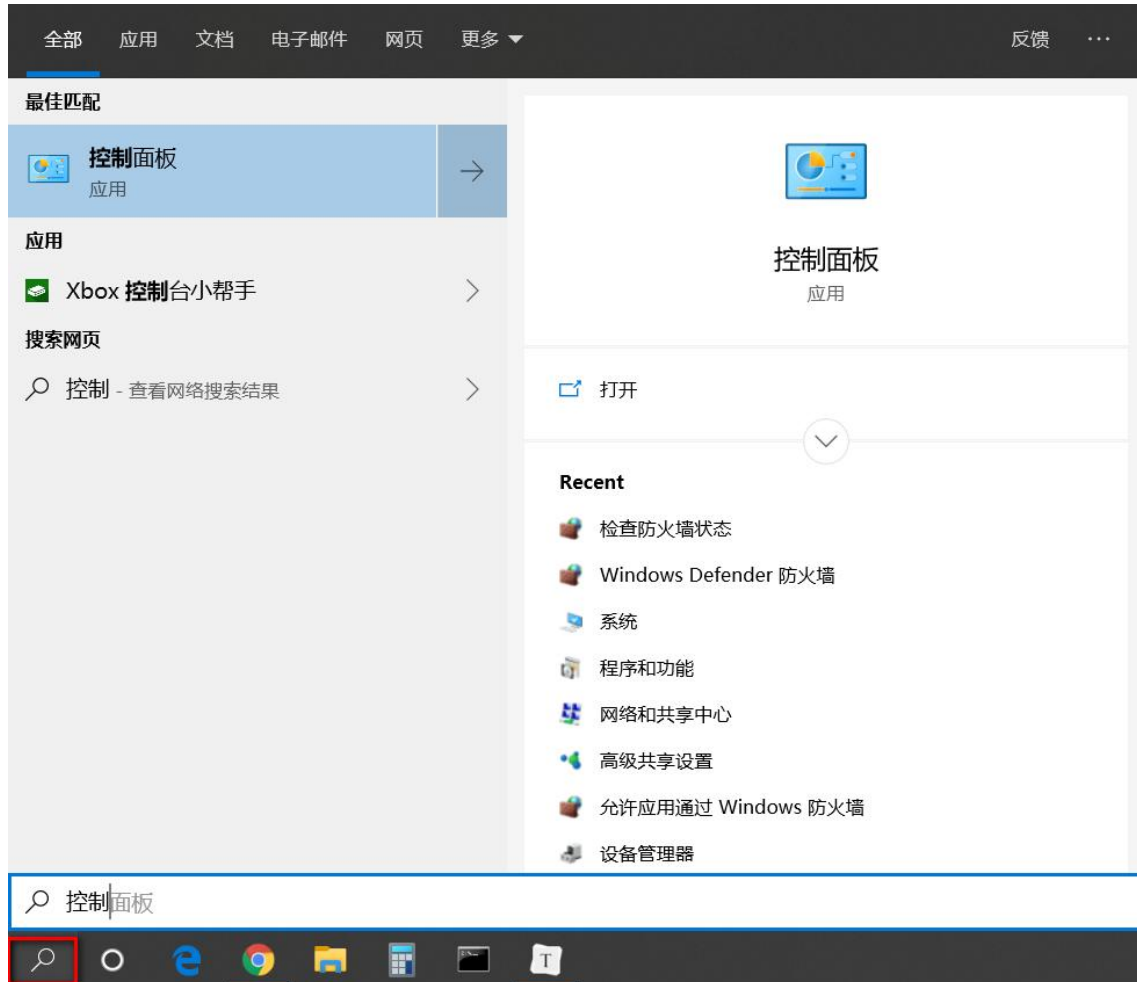 全部 应用 文档 电子邮件 网页 更多 反馈 ···
最佳匹配
控制面板
应用
应用
Xbox 控制台小帮手
搜索网页
控制 - 查看网络搜索结果
控制面板
应用
打开
Recent
检查防火墙状态
Windows Defender 防火墙
系统
程序和功能
网络和共享中心
高级共享设置
允许应用通过 Windows 防火墙
设备管理器
控制面板
T